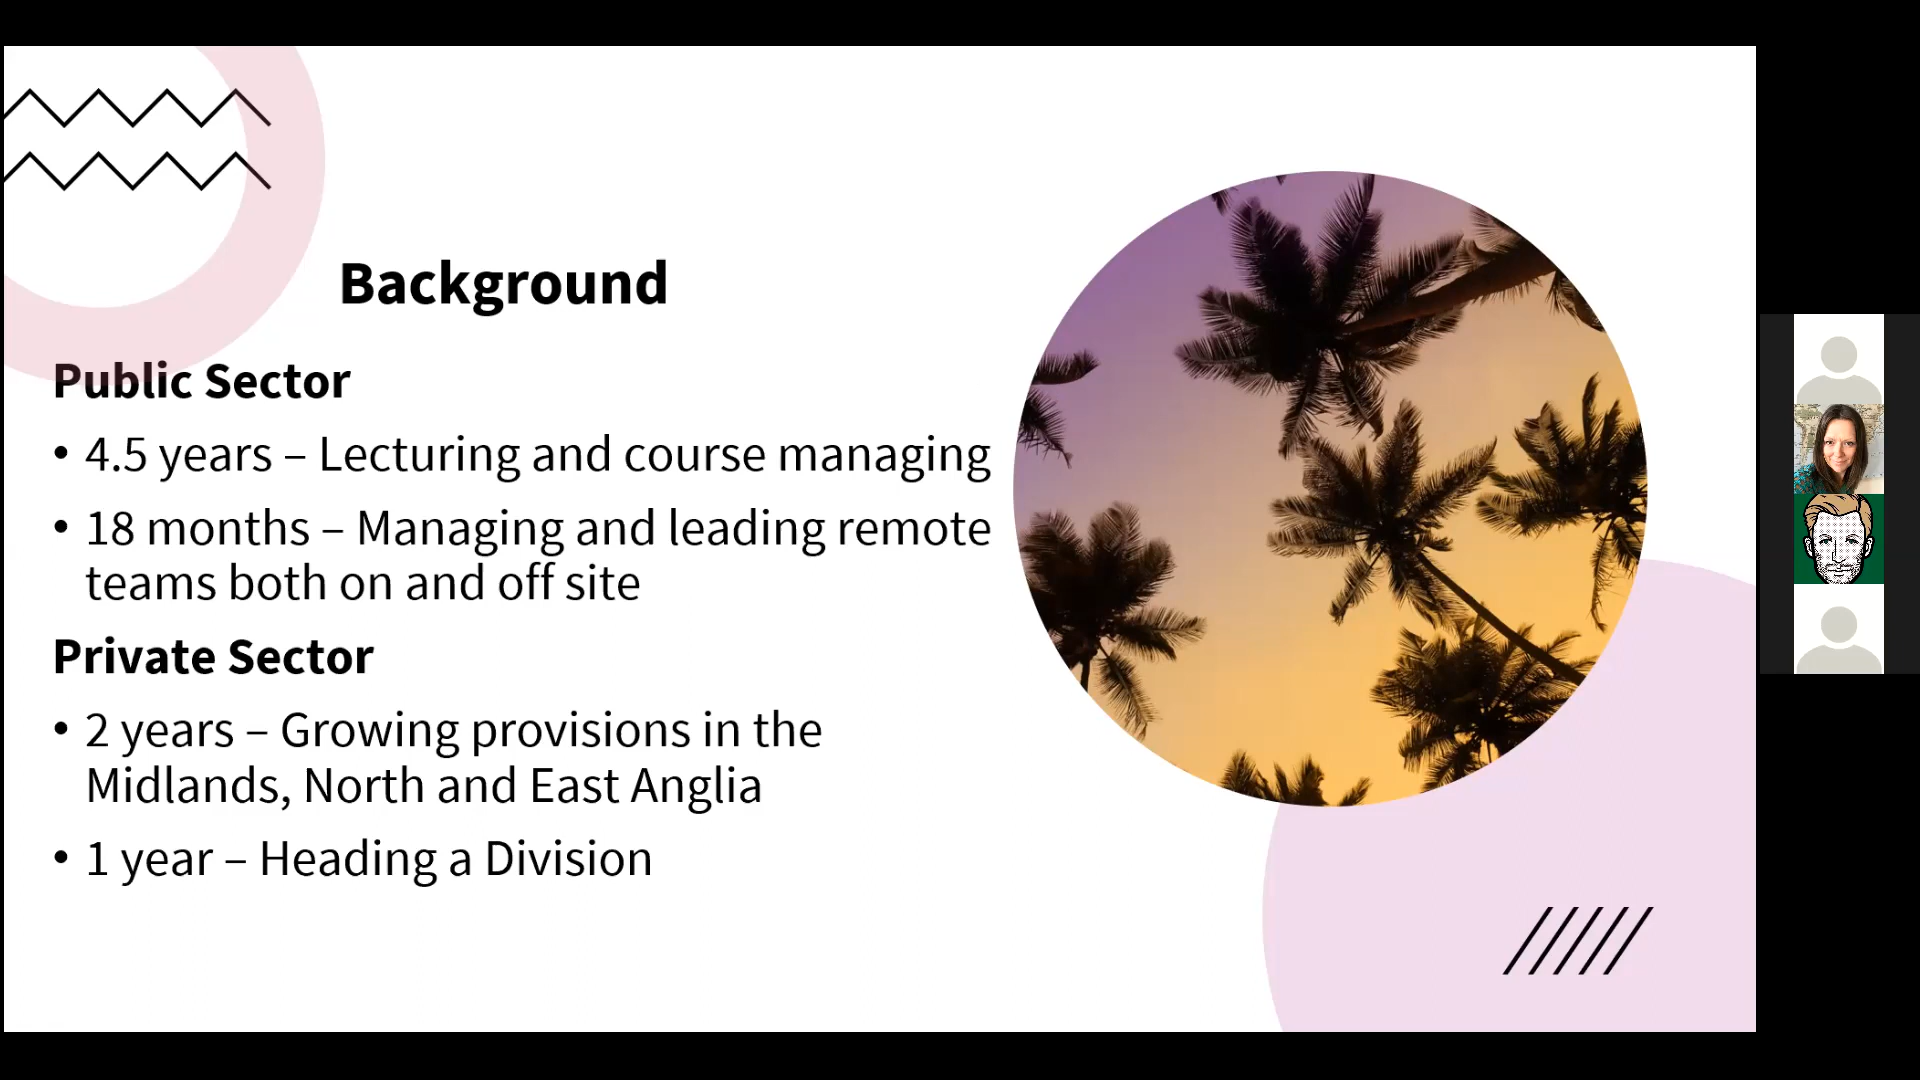 Background
Public Sector
• 4.5 years – Lecturing and course managing
• 18 months – Managing and leading remote
teams both on and off site
Private Sector
• 2 years – Growing provisions in the
Midlands, North and East Anglia
• 1 year – Heading a Division